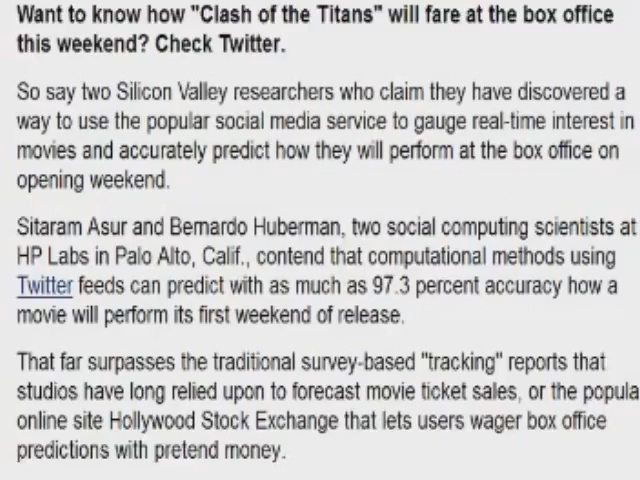 Want to know how "Clash of the Titans" will fare at the box office
this weekend? Check Twitter.
So say two Silicon Valley researchers who claim they have discovered a
way to use the popular social media service to gauge real-time interest in
movies and accurately predict how they will perform at the box office on
opening weekend.
Sitaram Asur and Bernardo Huberman, two social computing scientists at
HP Labs in Palo Alto, Calif., contend that computational methods using
Twitter feeds can predict with as much as 97.3 percent accuracy how a
movie will perform its first weekend of release.
That far surpasses the traditional survey-based "tracking" reports that
studios have long relied upon to forecast movie ticket sales, or the popula
online site Hollywood Stock Exchange that lets users wager box office
predictions with pretend money.